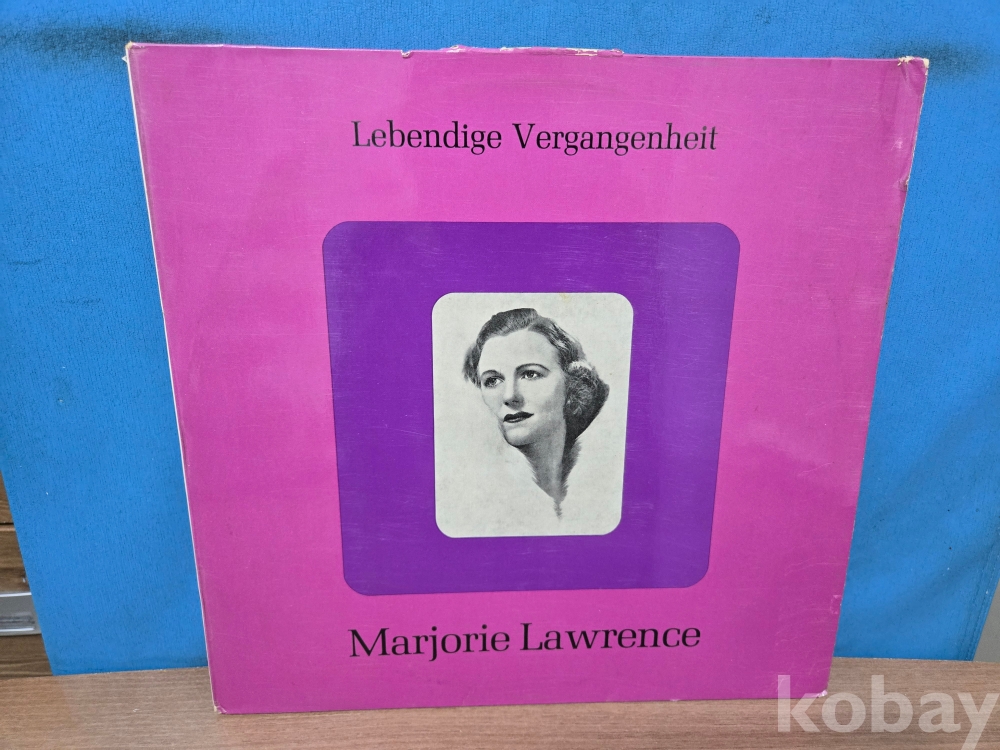 Lebendige Vergangenheit
Marjorie Lawrence
kobay